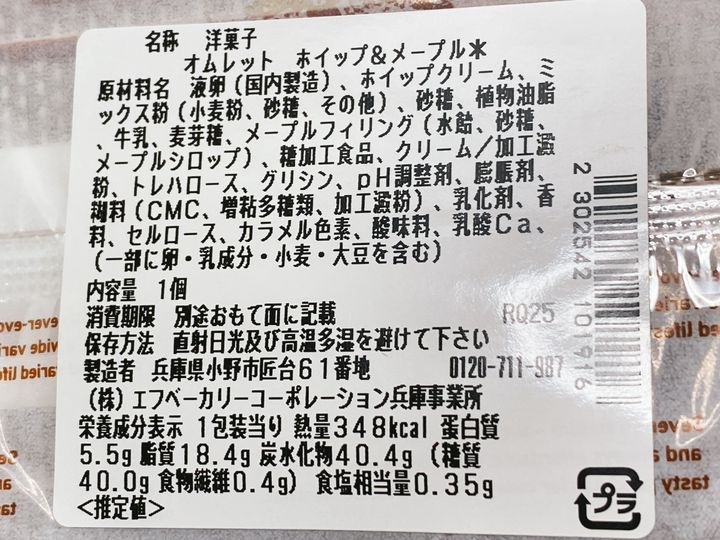 名称　洋菓子
オムレット　ホイップ&メープル＊
原材料名　液卵（国内製造）、ホイップクリーム、ミ
ックス粉（小麦粉、砂糖、その他）、砂糖、植物油脂
、牛乳、麦芽糖、メープルフィリング（水飴、砂糖、
メープルシロップ）、糖加工食品、クリーム／加工澱
粉、トレハロース、グリシン、pH調整剤、膨脹剤、
糊料（CMC、増粘多糖類、加工澱粉）、乳化剤、香
料、セルロース、カラメル色素、酸味料、乳酸Ca、
（一部に卵・乳成分・小麦・大豆を含む）
内容量　1個
消費期限　別途おもて面に記載　RQ25
保存方法　直射日光及び高温多湿を避けて下さい
製造者　兵庫県小野市匠台61番地　0120-711-987
（株）エフベーカリーコーポレーション兵庫事業所
栄養成分表示　1包装当り　熱量348kcal　蛋白質
5.5g　脂質18.4g　炭水化物40.4g　（糖質
40.0g　食物繊維0.4g）　食塩相当量0.35g
<推定値>
2 302542 101916
プラ